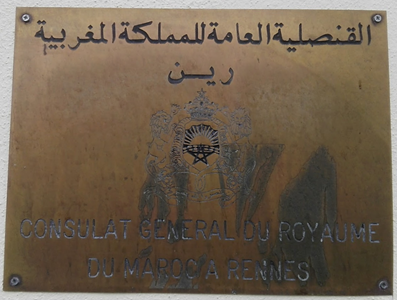 القنصلية العامة للمملكة المغربية
رين
CONSULAT GENERAL DU ROYAUME
DU MAROC A RENNES